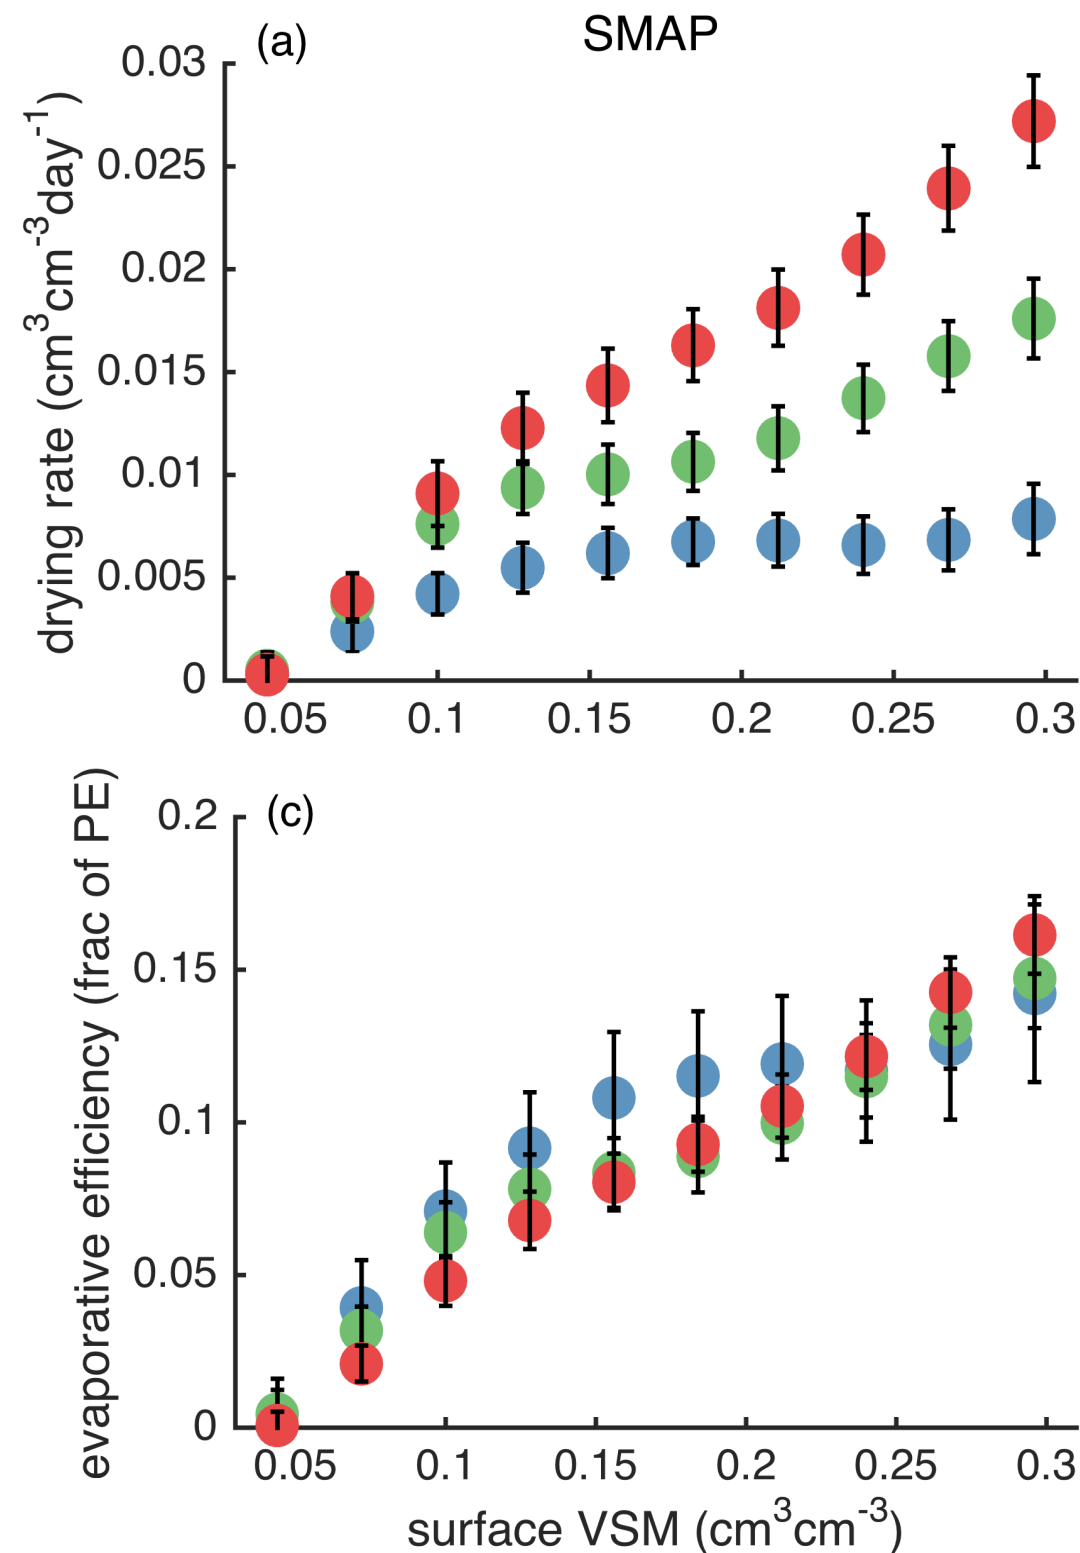 (a) SMAP
drying rate (cm³cm⁻³day⁻¹)
0.03
0.025
0.02
0.015
0.01
0.005
0
0.05 0.1 0.15 0.2 0.25 0.3
(c)
evaporative efficiency (frac of PE)
0.2
0.15
0.1
0.05
0
0.05 0.1 0.15 0.2 0.25 0.3
surface VSM (cm³cm⁻³)